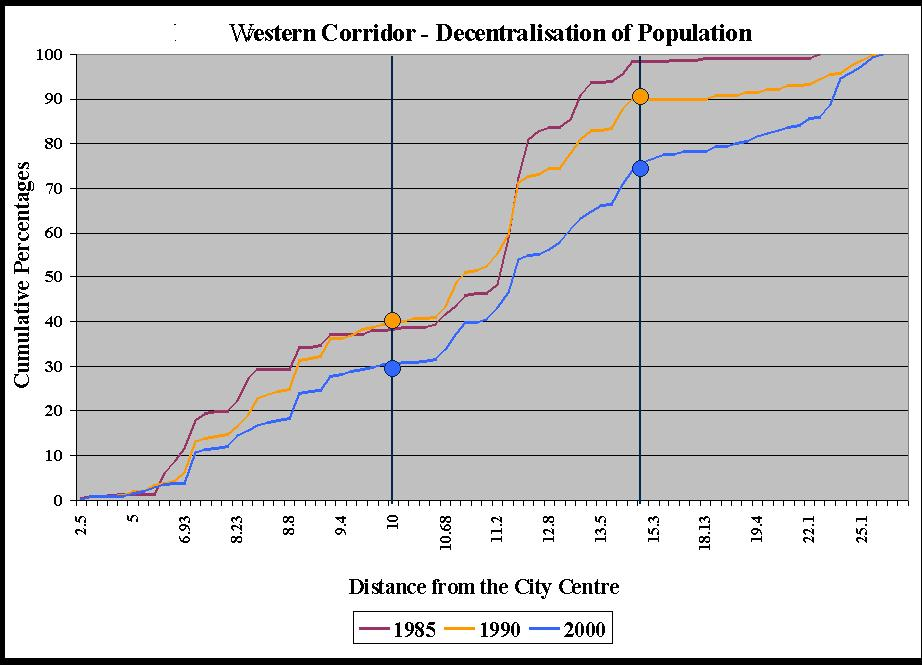 Western Corridor - Decentralisation of Population
Cumulative Percentages
100
90
80
70
60
50
40
30
20
10
0
2.5 5 6.93 8.23 8.8 9.4 10 10.68 11.2 12.8 13.5 15.3 18.13 19.4 22.1 25.1
Distance from the City Centre
1985 1990 2000